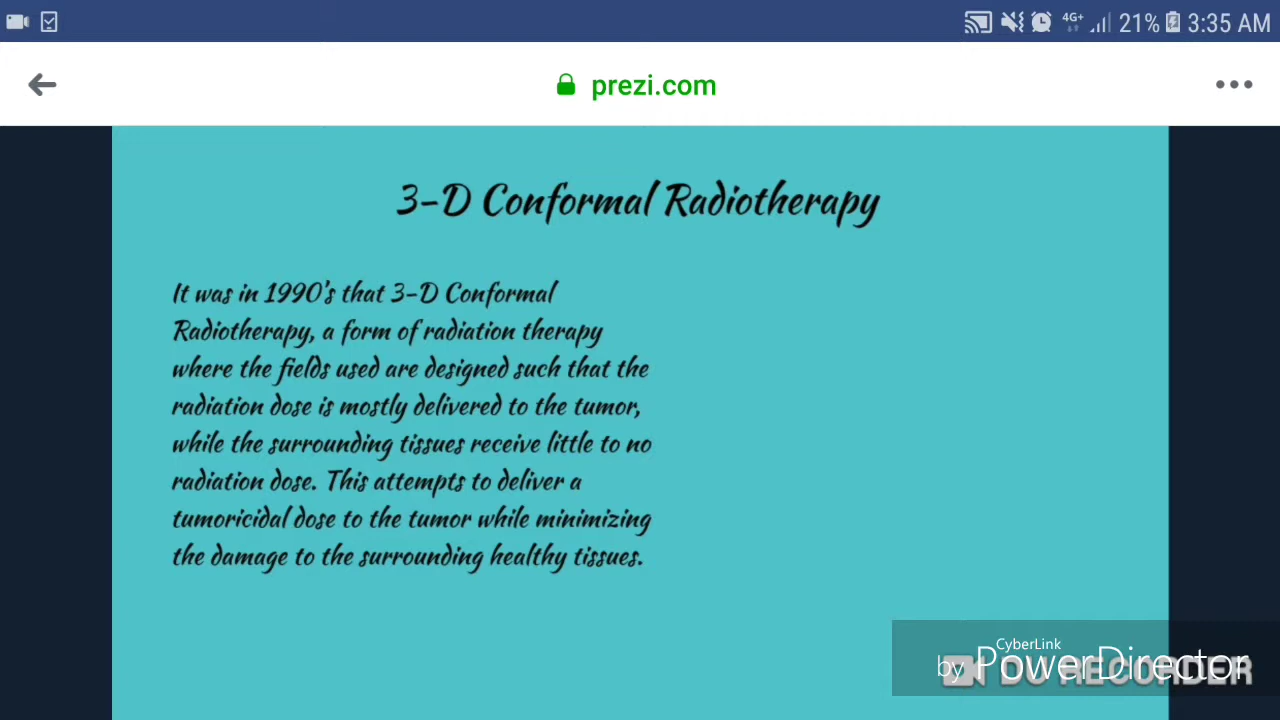 4G+ 21% 3:35 AM
prezi.com
3-D Conformal Radiotherapy
It was in 1990's that 3-D Conformal
Radiotherapy, a form of radiation therapy
where the fields used are designed such that the
radiation dose is mostly delivered to the tumor,
while the surrounding tissues receive little to no
radiation dose. This attempts to deliver a
tumoricidal dose to the tumor while minimizing
the damage to the surrounding healthy tissues.
CyberLink
by PowerDirector
DU RECORDER